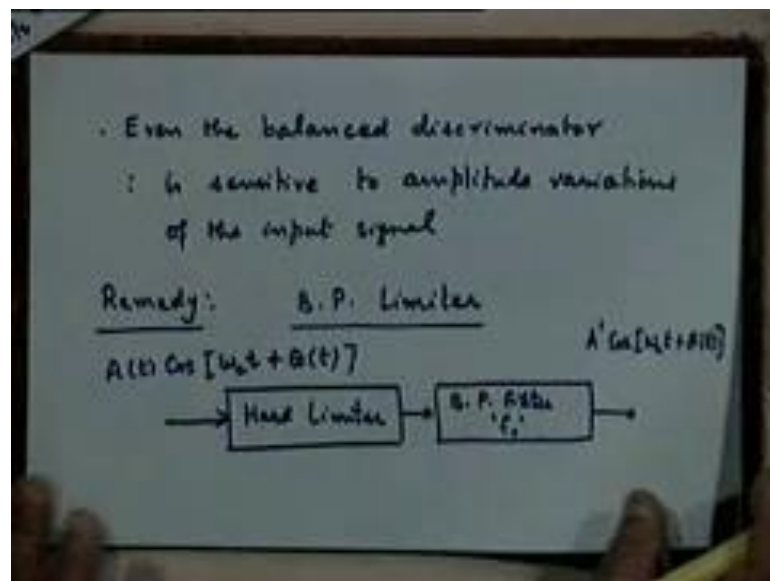 . Even the balanced discriminator
: is sensitive to amplitude variations
of the input signal
Remedy: B. P. Limiter
A(t) Cos [ω₀t + θ(t)]
A' Cos[ω₀t + θ(t)]
Hard Limiter
B. P. Filter
'f₀'